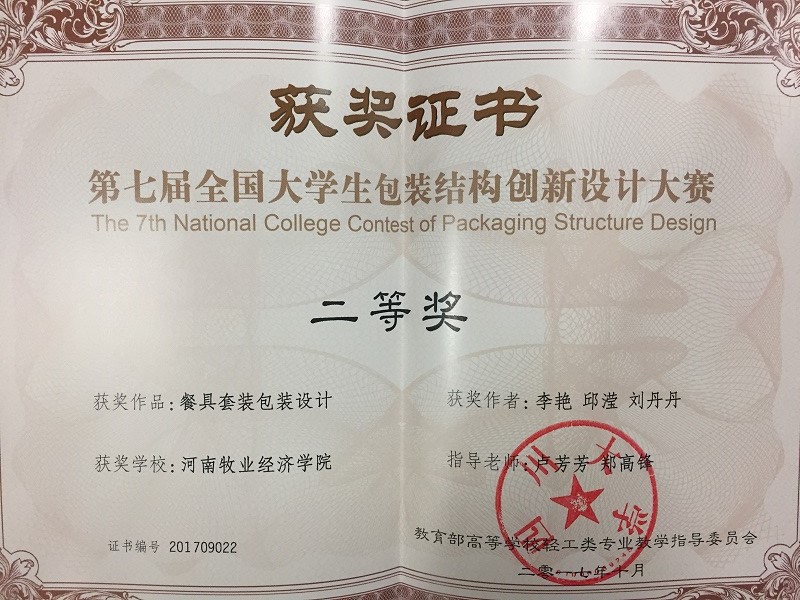 获奖证书
第七届全国大学生包装结构创新设计大赛
The 7th National College Contest of Packaging Structure Design
二等奖
获奖作品：餐具套装包装设计
获奖作者：李艳 邱滢 刘丹丹
获奖学校：河南牧业经济学院
指导老师：卢芳芳 郑高锋
四川大学
证书编号 201709022
教育部高等学校轻工类专业教学指导委员会
二零一七年十月